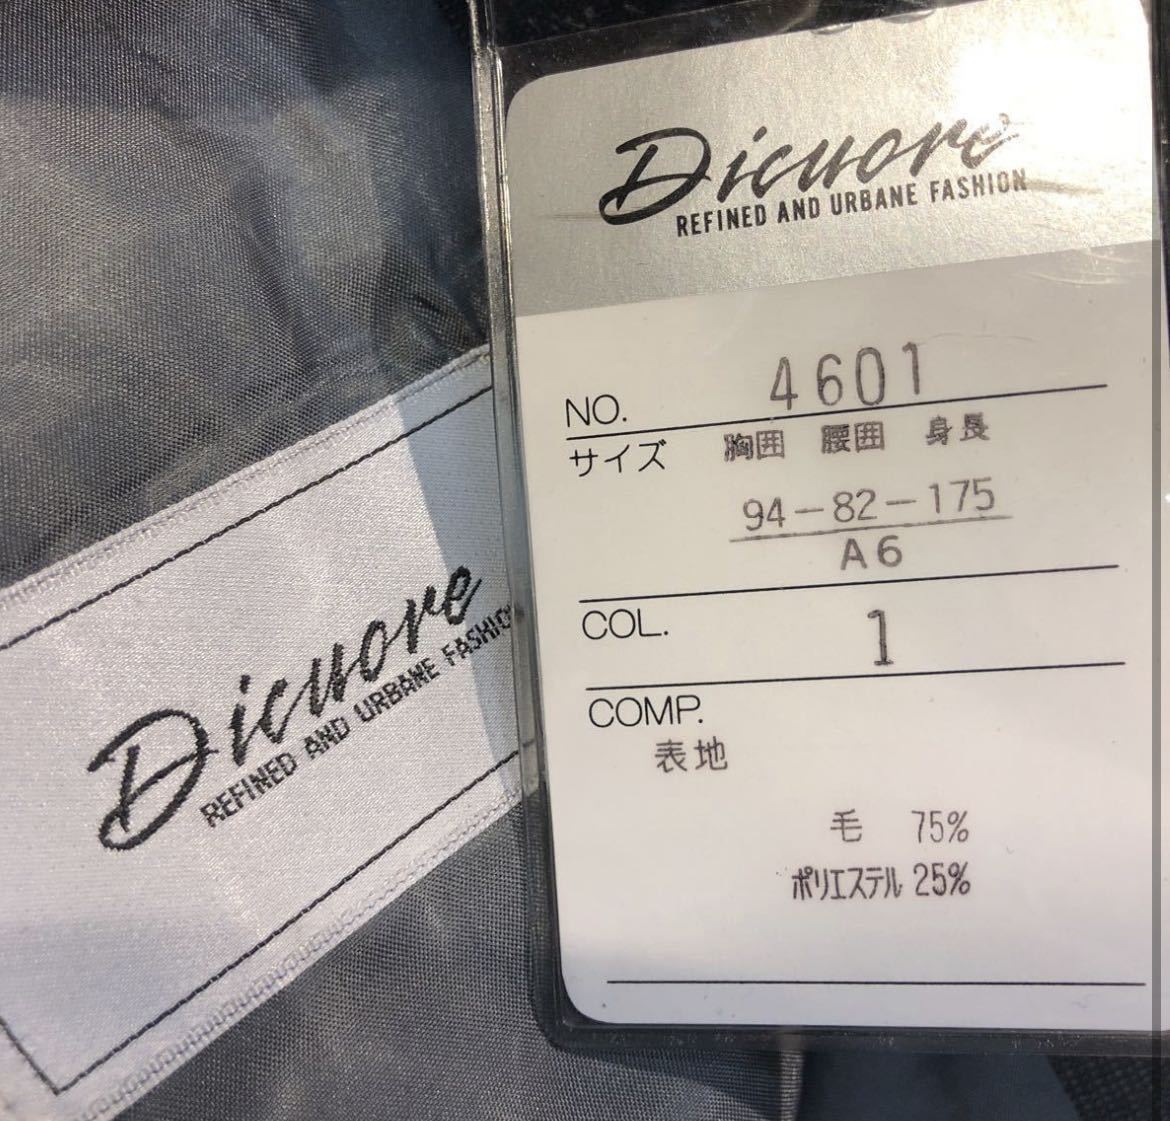 Dicuore
REFINED AND URBANE FASHION
NO. 4601
サイズ 胸囲 腰囲 身長
94-82-175
A6
COL. 1
COMP.
表地
毛 75%
ポリエステル 25%
Dicuore
REFINED AND URBANE FASHION